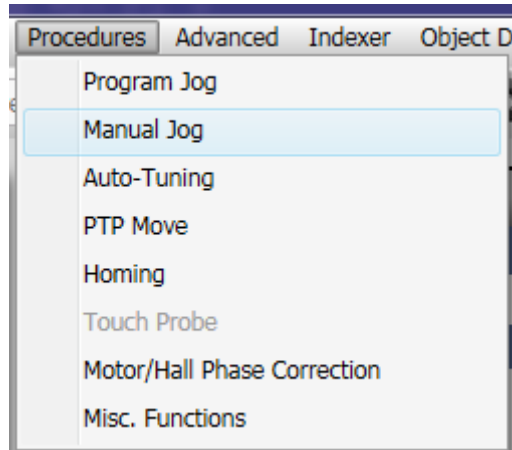 Procedures Advanced Indexer Object D
Program Jog
Manual Jog
Auto-Tuning
PTP Move
Homing
Touch Probe
Motor/Hall Phase Correction
Misc. Functions